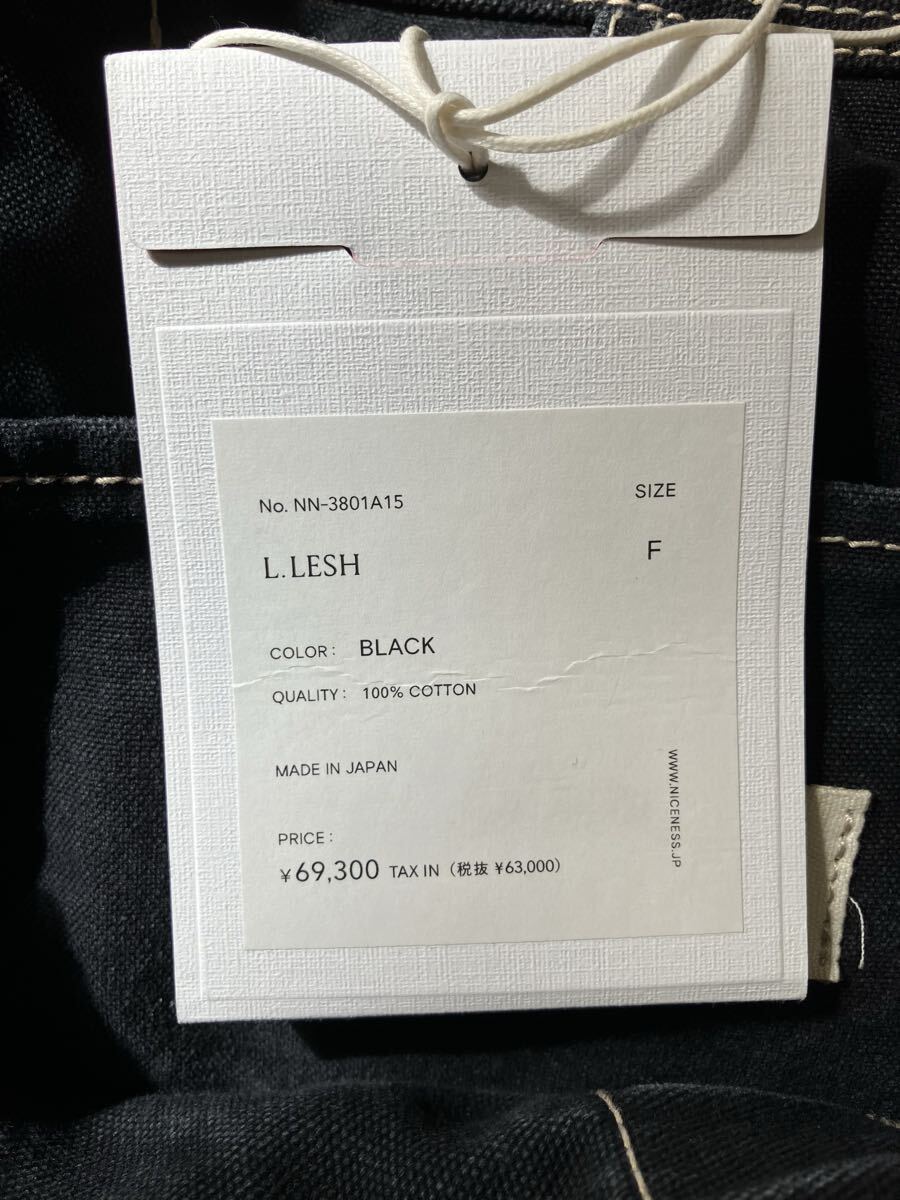 No. NN-3801A15
SIZE
L.LESH
F
COLOR: BLACK
QUALITY: 100% COTTON
MADE IN JAPAN
WWW.NICENESS.JP
PRICE:
¥69,300 TAX IN (税抜 ¥63,000)